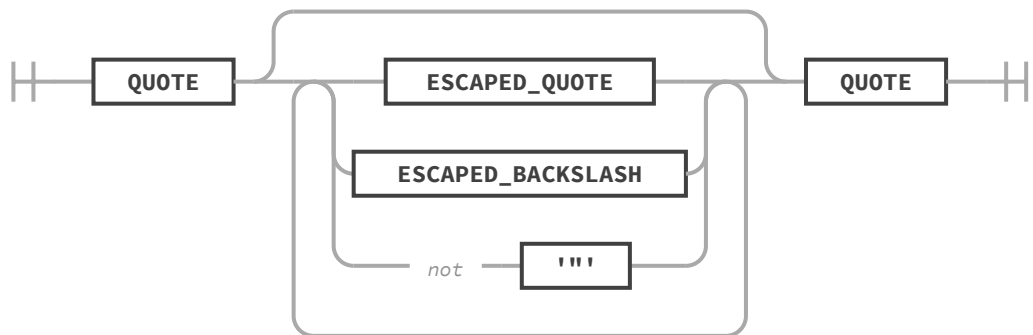 QUOTE ESCAPED_QUOTE QUOTE
ESCAPED_BACKSLASH
not '"'